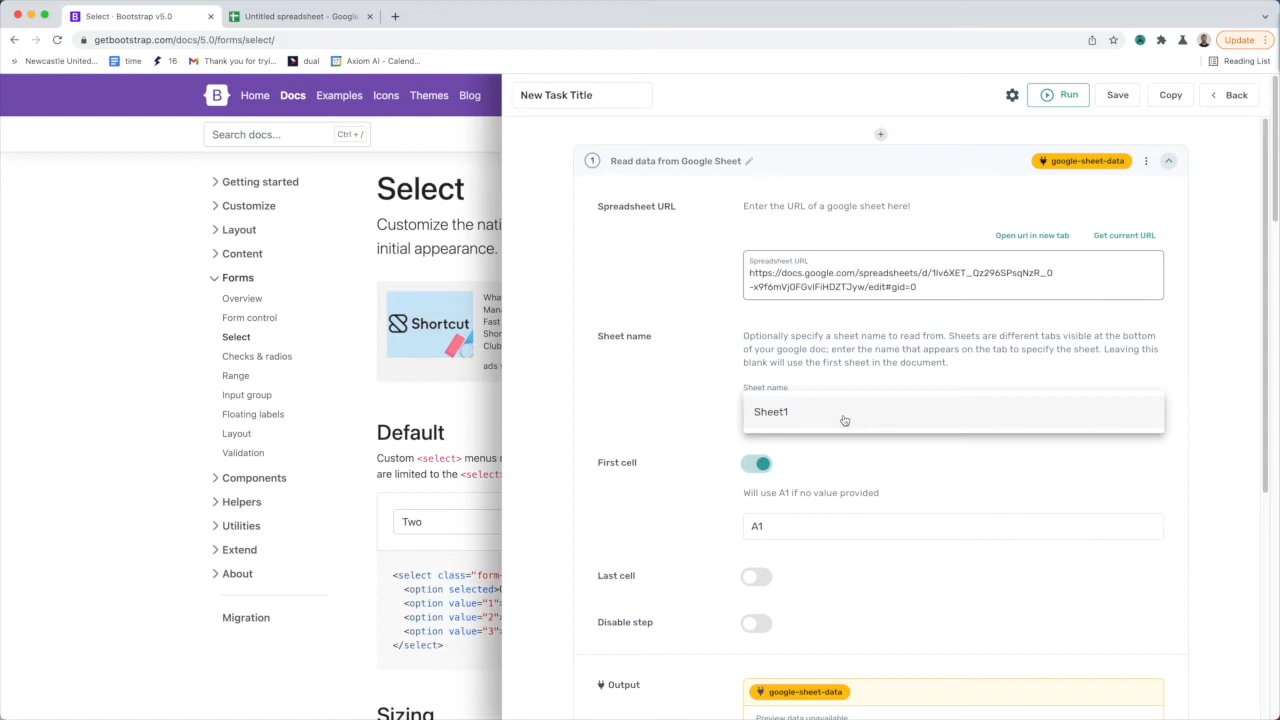 Select · Bootstrap v5.0
Untitled spreadsheet - Google
getbootstrap.com/docs/5.0/forms/select/
Update
Newcastle United...
time
16
Thank you for tryi...
dual
Axiom AI - Calend...
Reading List
B
Home
Docs
Examples
Icons
Themes
Blog
Search docs...
Ctrl + /
Getting started
Customize
Layout
Content
Forms
Overview
Form control
Select
Checks & radios
Range
Input group
Floating labels
Layout
Validation
Components
Helpers
Utilities
Extend
About
Migration
Select
Customize the nati
initial appearance.
Shortcut
Wha
Man
Fast
Shor
Club
ads v
Default
Custom <select> menus n
are limited to the <select>
Two
<select class="form-
<option selected>O
<option value="1">
<option value="2">
<option value="3">
</select>
Sizing
New Task Title
Run
Save
Copy
Back
1
Read data from Google Sheet
google-sheet-data
Spreadsheet URL
Enter the URL of a google sheet here!
Open url in new tab
Get current URL
Spreadsheet URL
https://docs.google.com/spreadsheets/d/1lv6XET_Qz296SPsqNzR_0
-x9f6mVj0FGvIFiHDZTJyw/edit#gid=0
Sheet name
Optionally specify a sheet name to read from. Sheets are different tabs visible at the bottom
of your google doc; enter the name that appears on the tab to specify the sheet. Leaving this
blank will use the first sheet in the document.
Sheet name
Sheet1
First cell
Will use A1 if no value provided
A1
Last cell
Disable step
Output
google-sheet-data
Preview data unavailable